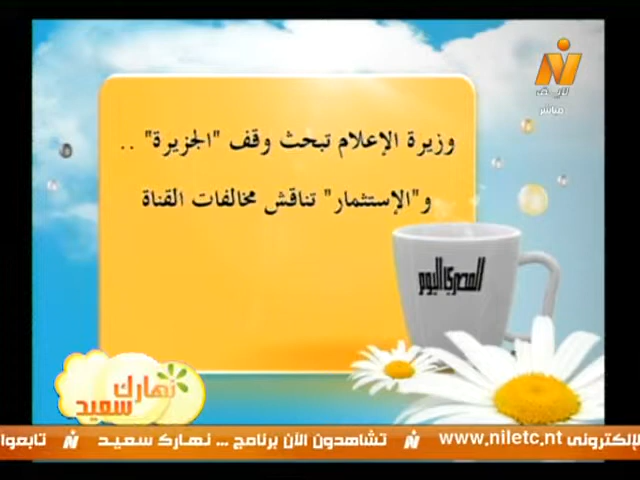 لايف
مباشر
وزيرة الإعلام تبحث وقف "الجزيرة" ..
و"الإستثمار" تناقش مخالفات القناة
المصري اليوم
نهارك
سعيد
الإلكترونى www.niletc.nt تشاهدون الآن برنامج ... نهارك سعيد تابعوا